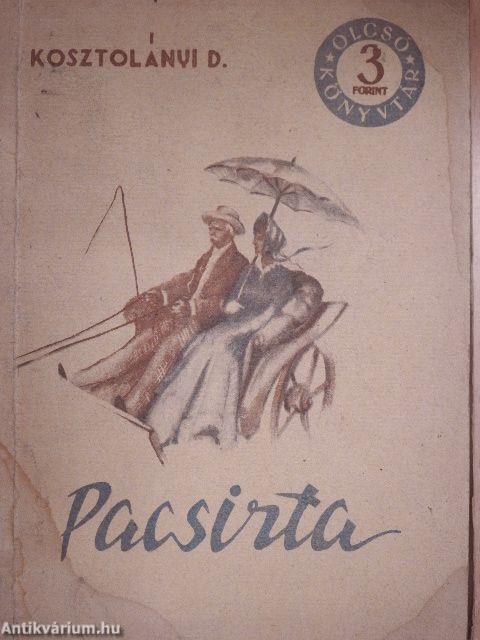 KOSZTOLÁNYI D.
OLCSÓ KÖNYVTÁR
3
FORINT
Pacsirta
Antikvárium.hu